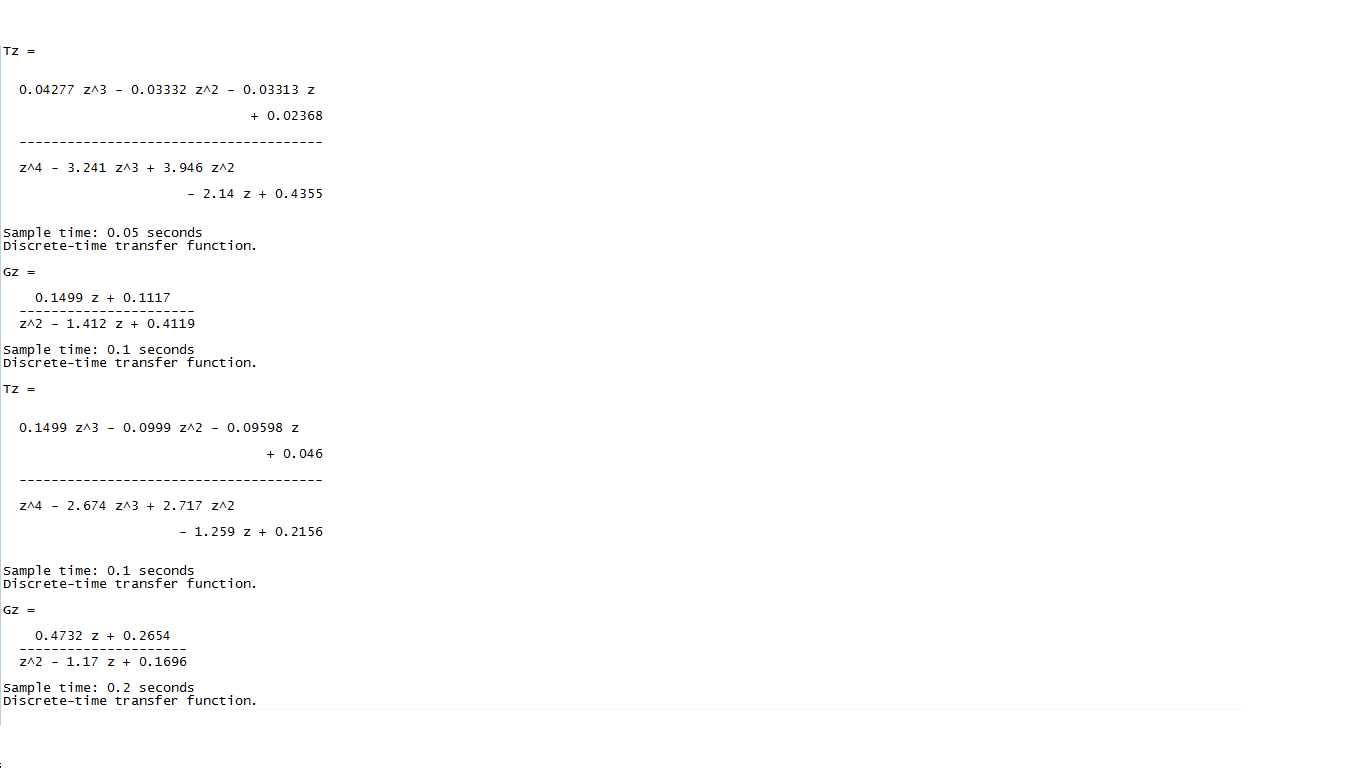 Tz =
0.04277 z^3 - 0.03332 z^2 - 0.03313 z
+ 0.02368
--------------------------------------
z^4 - 3.241 z^3 + 3.946 z^2
- 2.14 z + 0.4355
Sample time: 0.05 seconds
Discrete-time transfer function.
Gz =
0.1499 z + 0.1117
----------------------
z^2 - 1.412 z + 0.4119
Sample time: 0.1 seconds
Discrete-time transfer function.
Tz =
0.1499 z^3 - 0.0999 z^2 - 0.09598 z
+ 0.046
--------------------------------------
z^4 - 2.674 z^3 + 2.717 z^2
- 1.259 z + 0.2156
Sample time: 0.1 seconds
Discrete-time transfer function.
Gz =
0.4732 z + 0.2654
---------------------
z^2 - 1.17 z + 0.1696
Sample time: 0.2 seconds
Discrete-time transfer function.